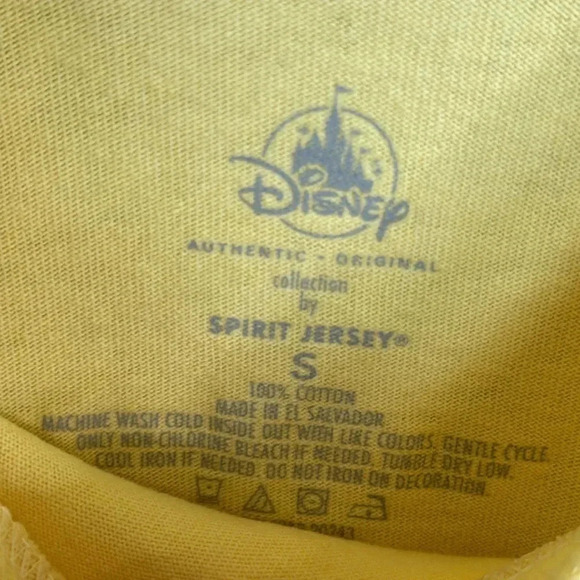 Disney
AUTHENTIC - ORIGINAL
collection
by
SPIRIT JERSEY®
S
100% COTTON
MADE IN EL SALVADOR
MACHINE WASH COLD INSIDE OUT WITH LIKE COLORS. GENTLE CYCLE.
ONLY NON-CHLORINE BLEACH IF NEEDED. TUMBLE DRY LOW.
COOL IRON IF NEEDED. DO NOT IRON ON DECORATION.